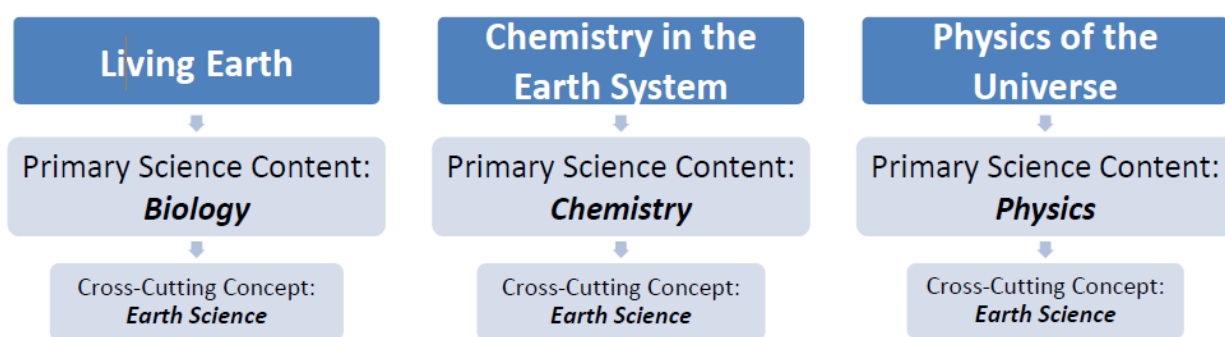 Living Earth
Primary Science Content:
Biology
Cross-Cutting Concept:
Earth Science
Chemistry in the
Earth System
Primary Science Content:
Chemistry
Cross-Cutting Concept:
Earth Science
Physics of the
Universe
Primary Science Content:
Physics
Cross-Cutting Concept:
Earth Science